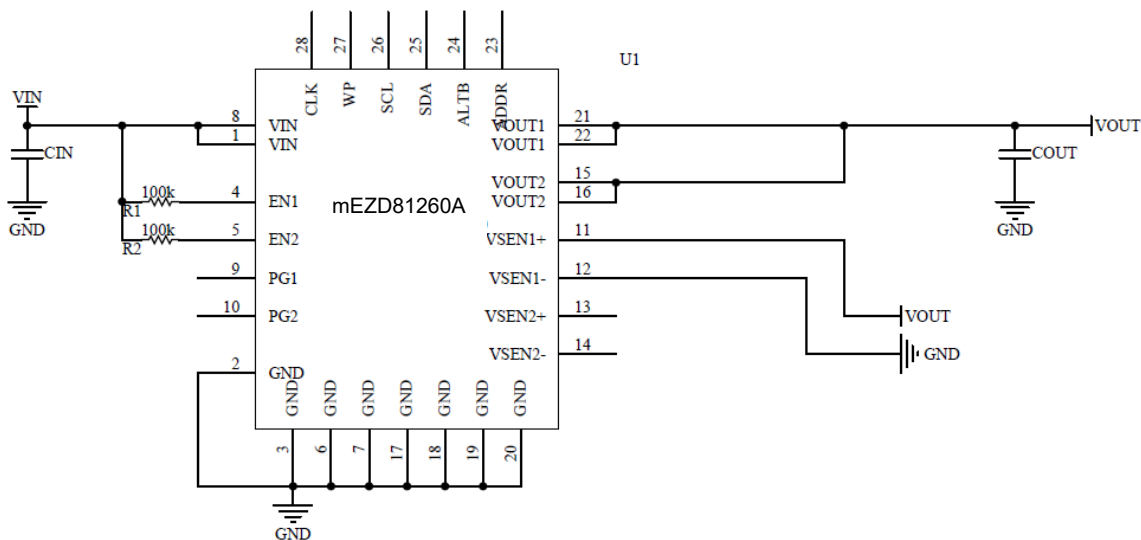 28
27
26
25
24
23
U1
CLK
WP
SCL
SDA
ALTB
ADDR
VIN
8
VIN
VOUT1
21
VOUT
1
VIN
VOUT1
22
CIN
COUT
VOUT2
15
100k
4
EN1
mEZD81260A
VOUT2
16
R1
GND
GND
100k
5
EN2
VSEN1+
11
R2
9
PG1
VSEN1-
12
10
PG2
VSEN2+
13
VOUT
VSEN2-
14
GND
2
GND
GND
GND
GND
GND
GND
GND
GND
3
6
7
17
18
19
20
GND